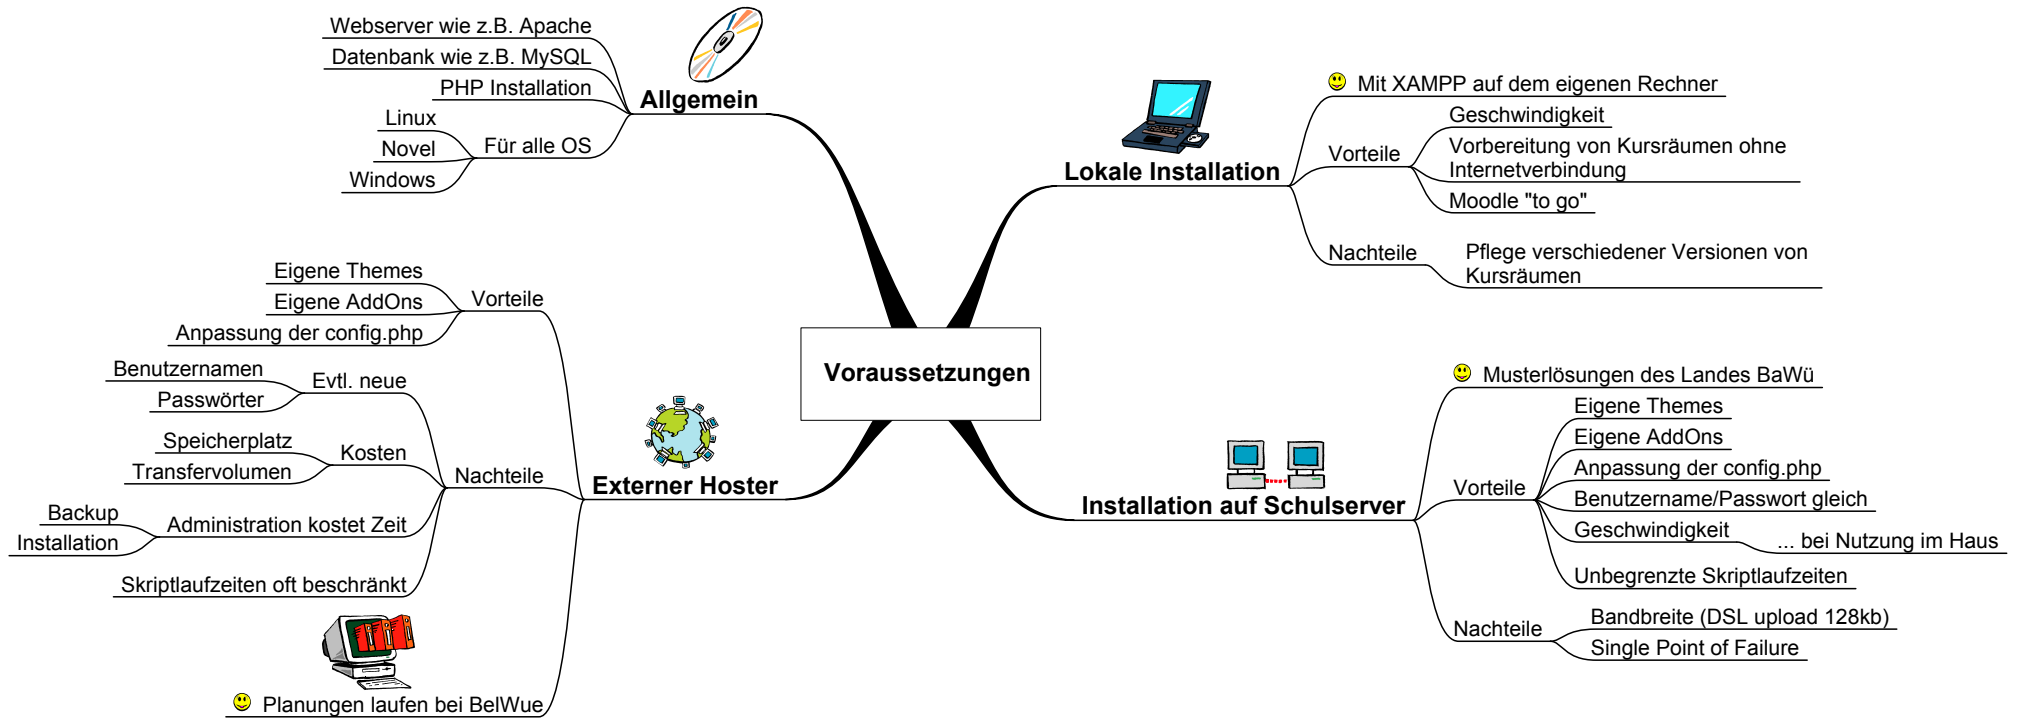 Voraussetzungen
Allgemein
Webserver wie z.B. Apache
Datenbank wie z.B. MySQL
PHP Installation
Für alle OS
Linux
Novel
Windows
Lokale Installation
Mit XAMPP auf dem eigenen Rechner
Vorteile
Geschwindigkeit
Vorbereitung von Kursräumen ohne
Internetverbindung
Moodle "to go"
Nachteile
Pflege verschiedener Versionen von
Kursräumen
Externer Hoster
Vorteile
Eigene Themes
Eigene AddOns
Anpassung der config.php
Nachteile
Evtl. neue
Benutzernamen
Passwörter
Kosten
Speicherplatz
Transfervolumen
Administration kostet Zeit
Backup
Installation
Skriptlaufzeiten oft beschränkt
Planungen laufen bei BelWue
Installation auf Schulserver
Musterlösungen des Landes BaWü
Vorteile
Eigene Themes
Eigene AddOns
Anpassung der config.php
Benutzername/Passwort gleich
Geschwindigkeit
... bei Nutzung im Haus
Unbegrenzte Skriptlaufzeiten
Nachteile
Bandbreite (DSL upload 128kb)
Single Point of Failure